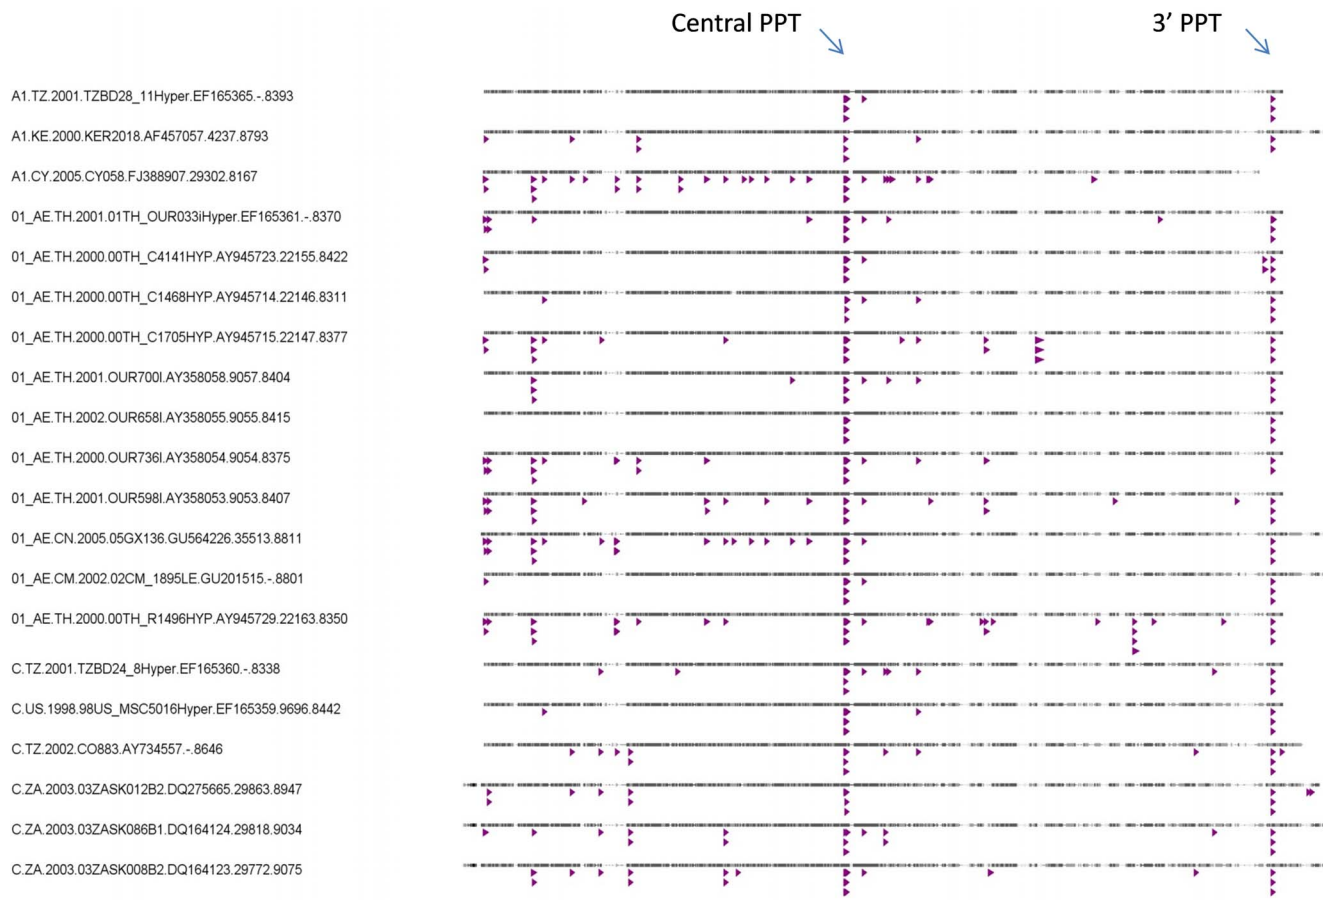 Central PPT
3’ PPT
A1.TZ.2001.TZBD28_11Hyper.EF165365.-.8393
A1.KE.2000.KER2018.AF457057.4237.8793
A1.CY.2005.CY058.FJ388907.29302.8167
01_AE.TH.2001.01TH_OUR033iHyper.EF165361.-.8370
01_AE.TH.2000.00TH_C4141HYP.AY945723.22155.8422
01_AE.TH.2000.00TH_C1468HYP.AY945714.22146.8311
01_AE.TH.2000.00TH_C1705HYP.AY945715.22147.8377
01_AE.TH.2001.OUR700I.AY358058.9057.8404
01_AE.TH.2002.OUR658I.AY358055.9055.8415
01_AE.TH.2000.OUR736I.AY358054.9054.8375
01_AE.TH.2001.OUR598I.AY358053.9053.8407
01_AE.CN.2005.05GX136.GU564226.35513.8811
01_AE.CM.2002.02CM_1895LE.GU201515.-.8801
01_AE.TH.2000.00TH_R1496HYP.AY945729.22163.8350
C.TZ.2001.TZBD24_8Hyper.EF165360.-.8338
C.US.1998.98US_MSC5016Hyper.EF165359.9696.8442
C.TZ.2002.CO883.AY734557.-.8646
C.ZA.2003.03ZASK012B2.DQ275665.29863.8947
C.ZA.2003.03ZASK086B1.DQ164124.29818.9034
C.ZA.2003.03ZASK008B2.DQ164123.29772.9075